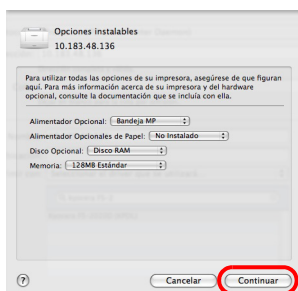 Opciones instalables
10.183.48.136
Para utilizar todas las opciones de su impresora, asegúrese de que figuran
aquí. Para más información acerca de su impresora y del hardware
opcional, consulte la documentación que se incluía con ella.
Alimentador Opcional: Bandeja MP
Alimentador Opcionales de Papel: No Instalado
Disco Opcional: Disco RAM
Memoria: 128MB Estándar
? Cancelar Continuar